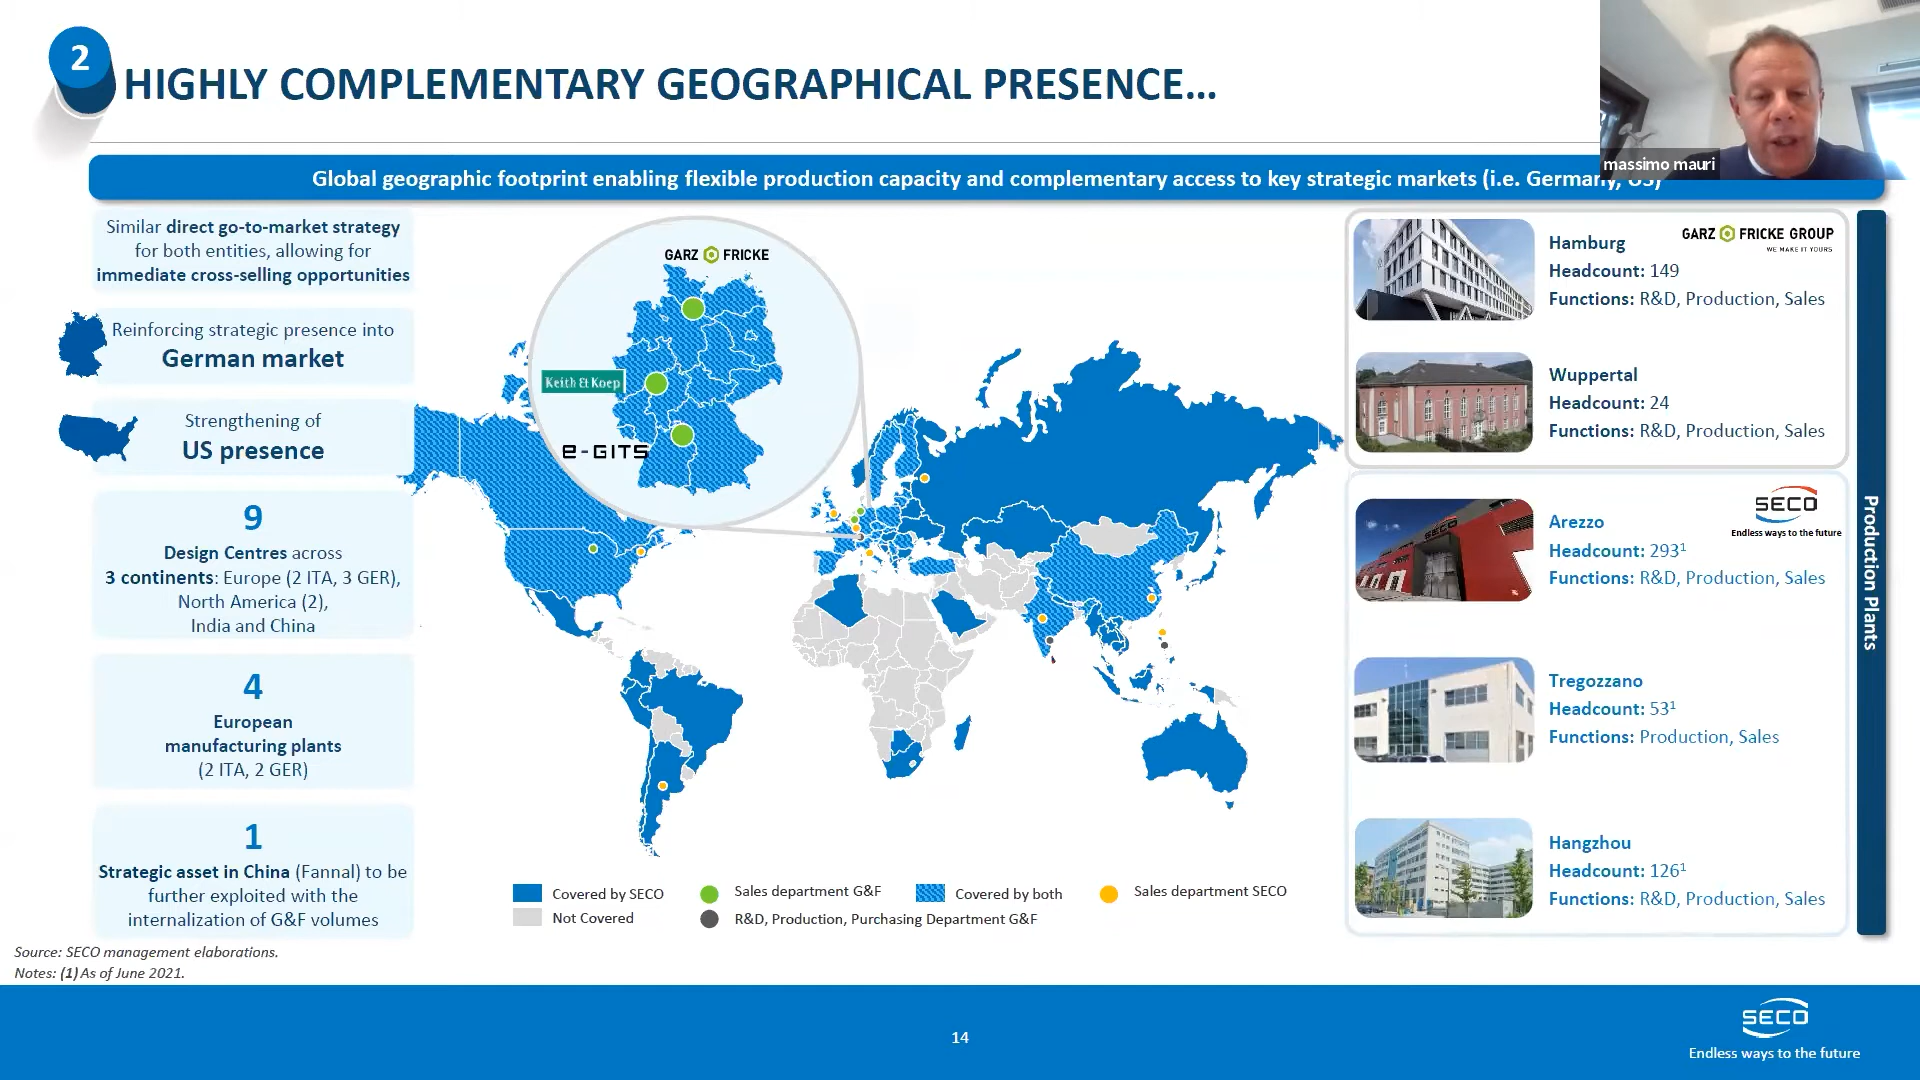 2
HIGHLY COMPLEMENTARY GEOGRAPHICAL PRESENCE...
massimo mauri
Global geographic footprint enabling flexible production capacity and complementary access to key strategic markets (i.e. Germany, US)
Similar direct go-to-market strategy
for both entities, allowing for
immediate cross-selling opportunities
Reinforcing strategic presence into
German market
Strengthening of
US presence
9
Design Centres across
3 continents: Europe (2 ITA, 3 GER),
North America (2),
India and China
4
European
manufacturing plants
(2 ITA, 2 GER)
1
Strategic asset in China (Fannal) to be
further exploited with the
internalization of G&F volumes
GARZ FRICKE
Keith & Koep
e-GITS
Covered by SECO
Sales department G&F
Covered by both
Sales department SECO
Not Covered
R&D, Production, Purchasing Department G&F
GARZ FRICKE GROUP
WE MAKE IT YOURS
Hamburg
Headcount: 149
Functions: R&D, Production, Sales
Wuppertal
Headcount: 24
Functions: R&D, Production, Sales
SECO
Endless ways to the future
SECO
Arezzo
Headcount: 293¹
Functions: R&D, Production, Sales
Tregozzano
Headcount: 53¹
Functions: Production, Sales
Hangzhou
Headcount: 126¹
Functions: R&D, Production, Sales
Production Plants
Source: SECO management elaborations.
Notes: (1) As of June 2021.
14
SECO
Endless ways to the future